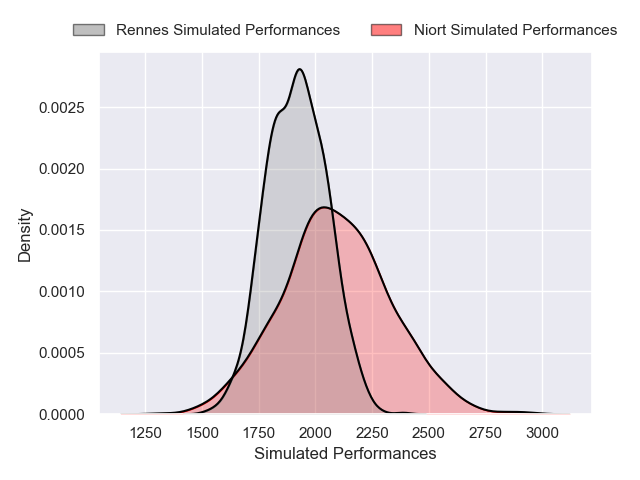 Rennes Simulated Performances Niort Simulated Performances
0.0025
0.0020
0.0015
0.0010
0.0005
0.0000
Density
1250 1500 1750 2000 2250 2500 2750 3000
Simulated Performances